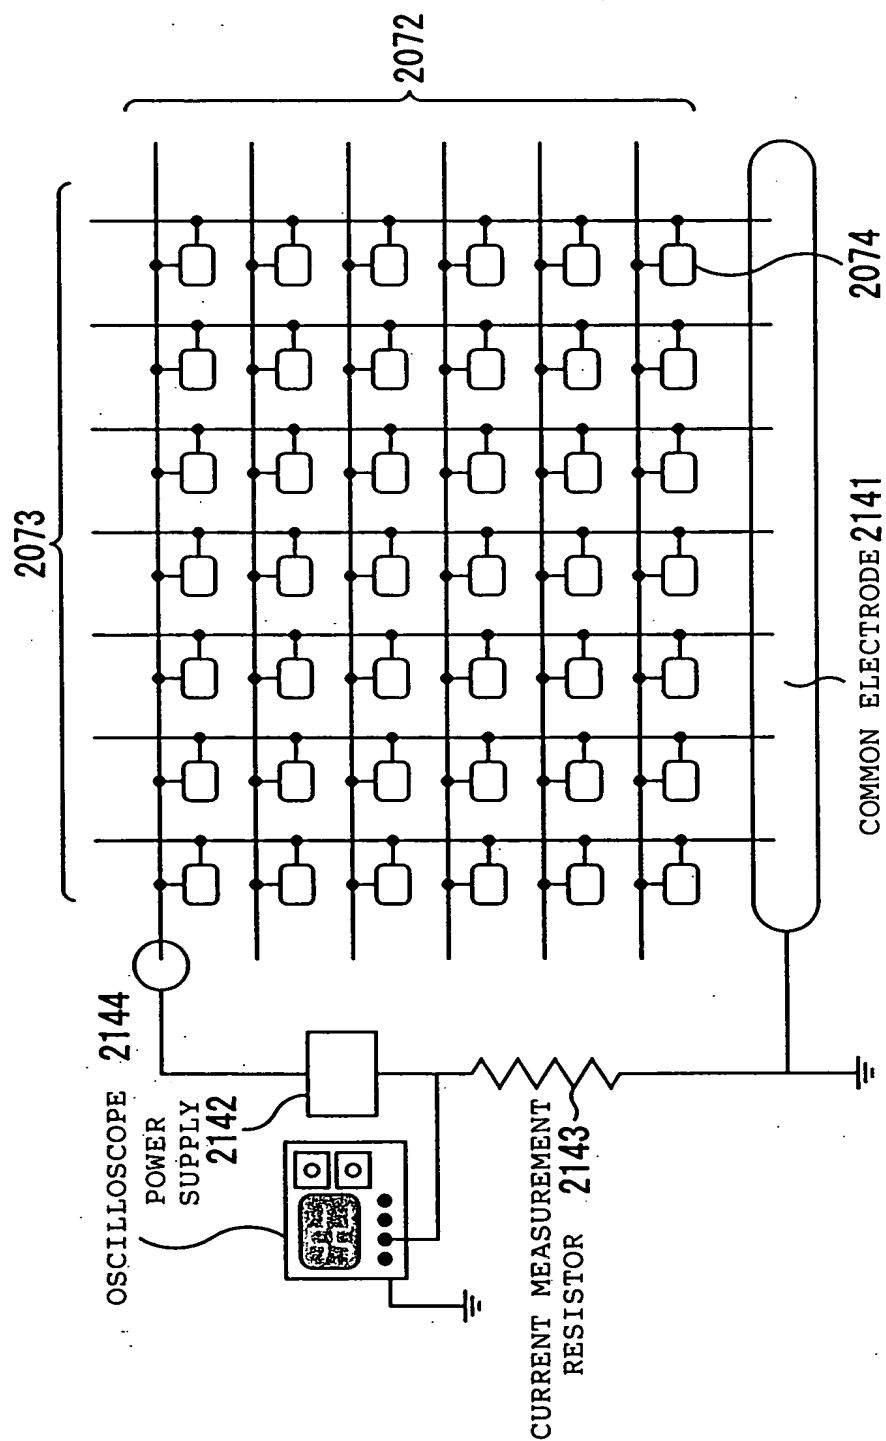 2073
2072
2144
OSCILLOSCOPE
POWER
SUPPLY
2142
CURRENT MEASUREMENT
RESISTOR 2143
COMMON ELECTRODE 2141
2074